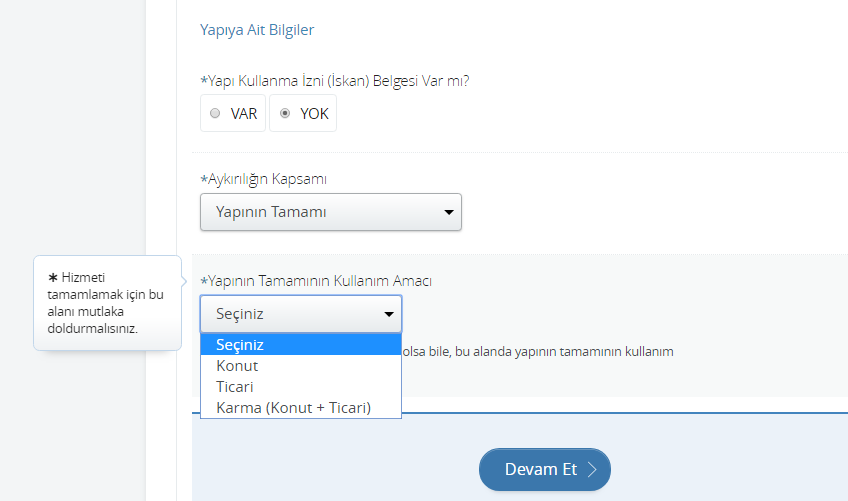 Yapıya Ait Bilgiler
*Yapı Kullanma İzni (İskan) Belgesi Var mı?
VAR
YOK
*Aykırılığın Kapsamı
Yapının Tamamı
* Hizmeti
tamamlamak için bu
alanı mutlaka
doldurmalısınız.
*Yapının Tamamının Kullanım Amacı
Seçiniz
Seçiniz
Konut
Ticari
Karma (Konut + Ticari)
olsa bile, bu alanda yapının tamamının kullanım
Devam Et